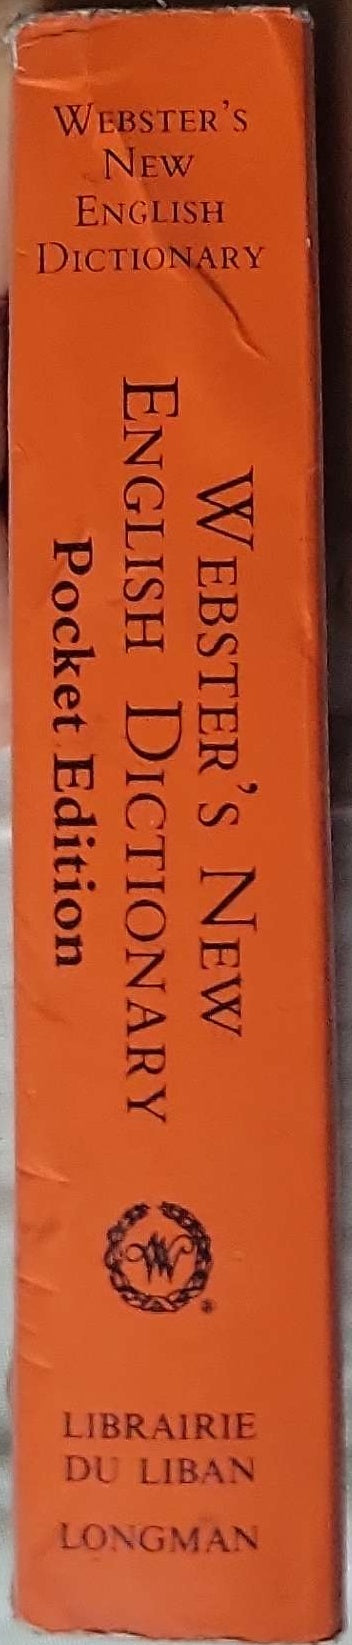 WEBSTER'S
NEW
ENGLISH
DICTIONARY
WEBSTER'S NEW
ENGLISH DICTIONARY
Pocket Edition
W
®
LIBRAIRIE
DU LIBAN
LONGMAN